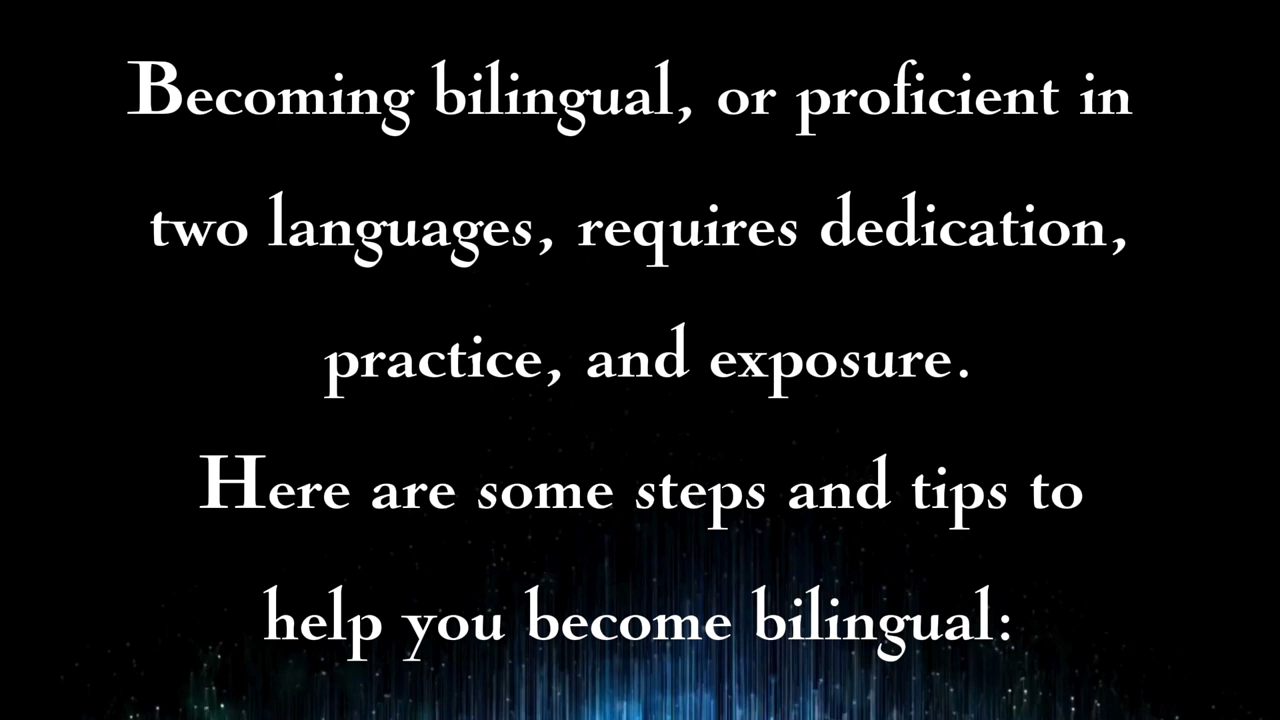 Becoming bilingual, or proficient in
two languages, requires dedication,
practice, and exposure.
Here are some steps and tips to
help you become bilingual: